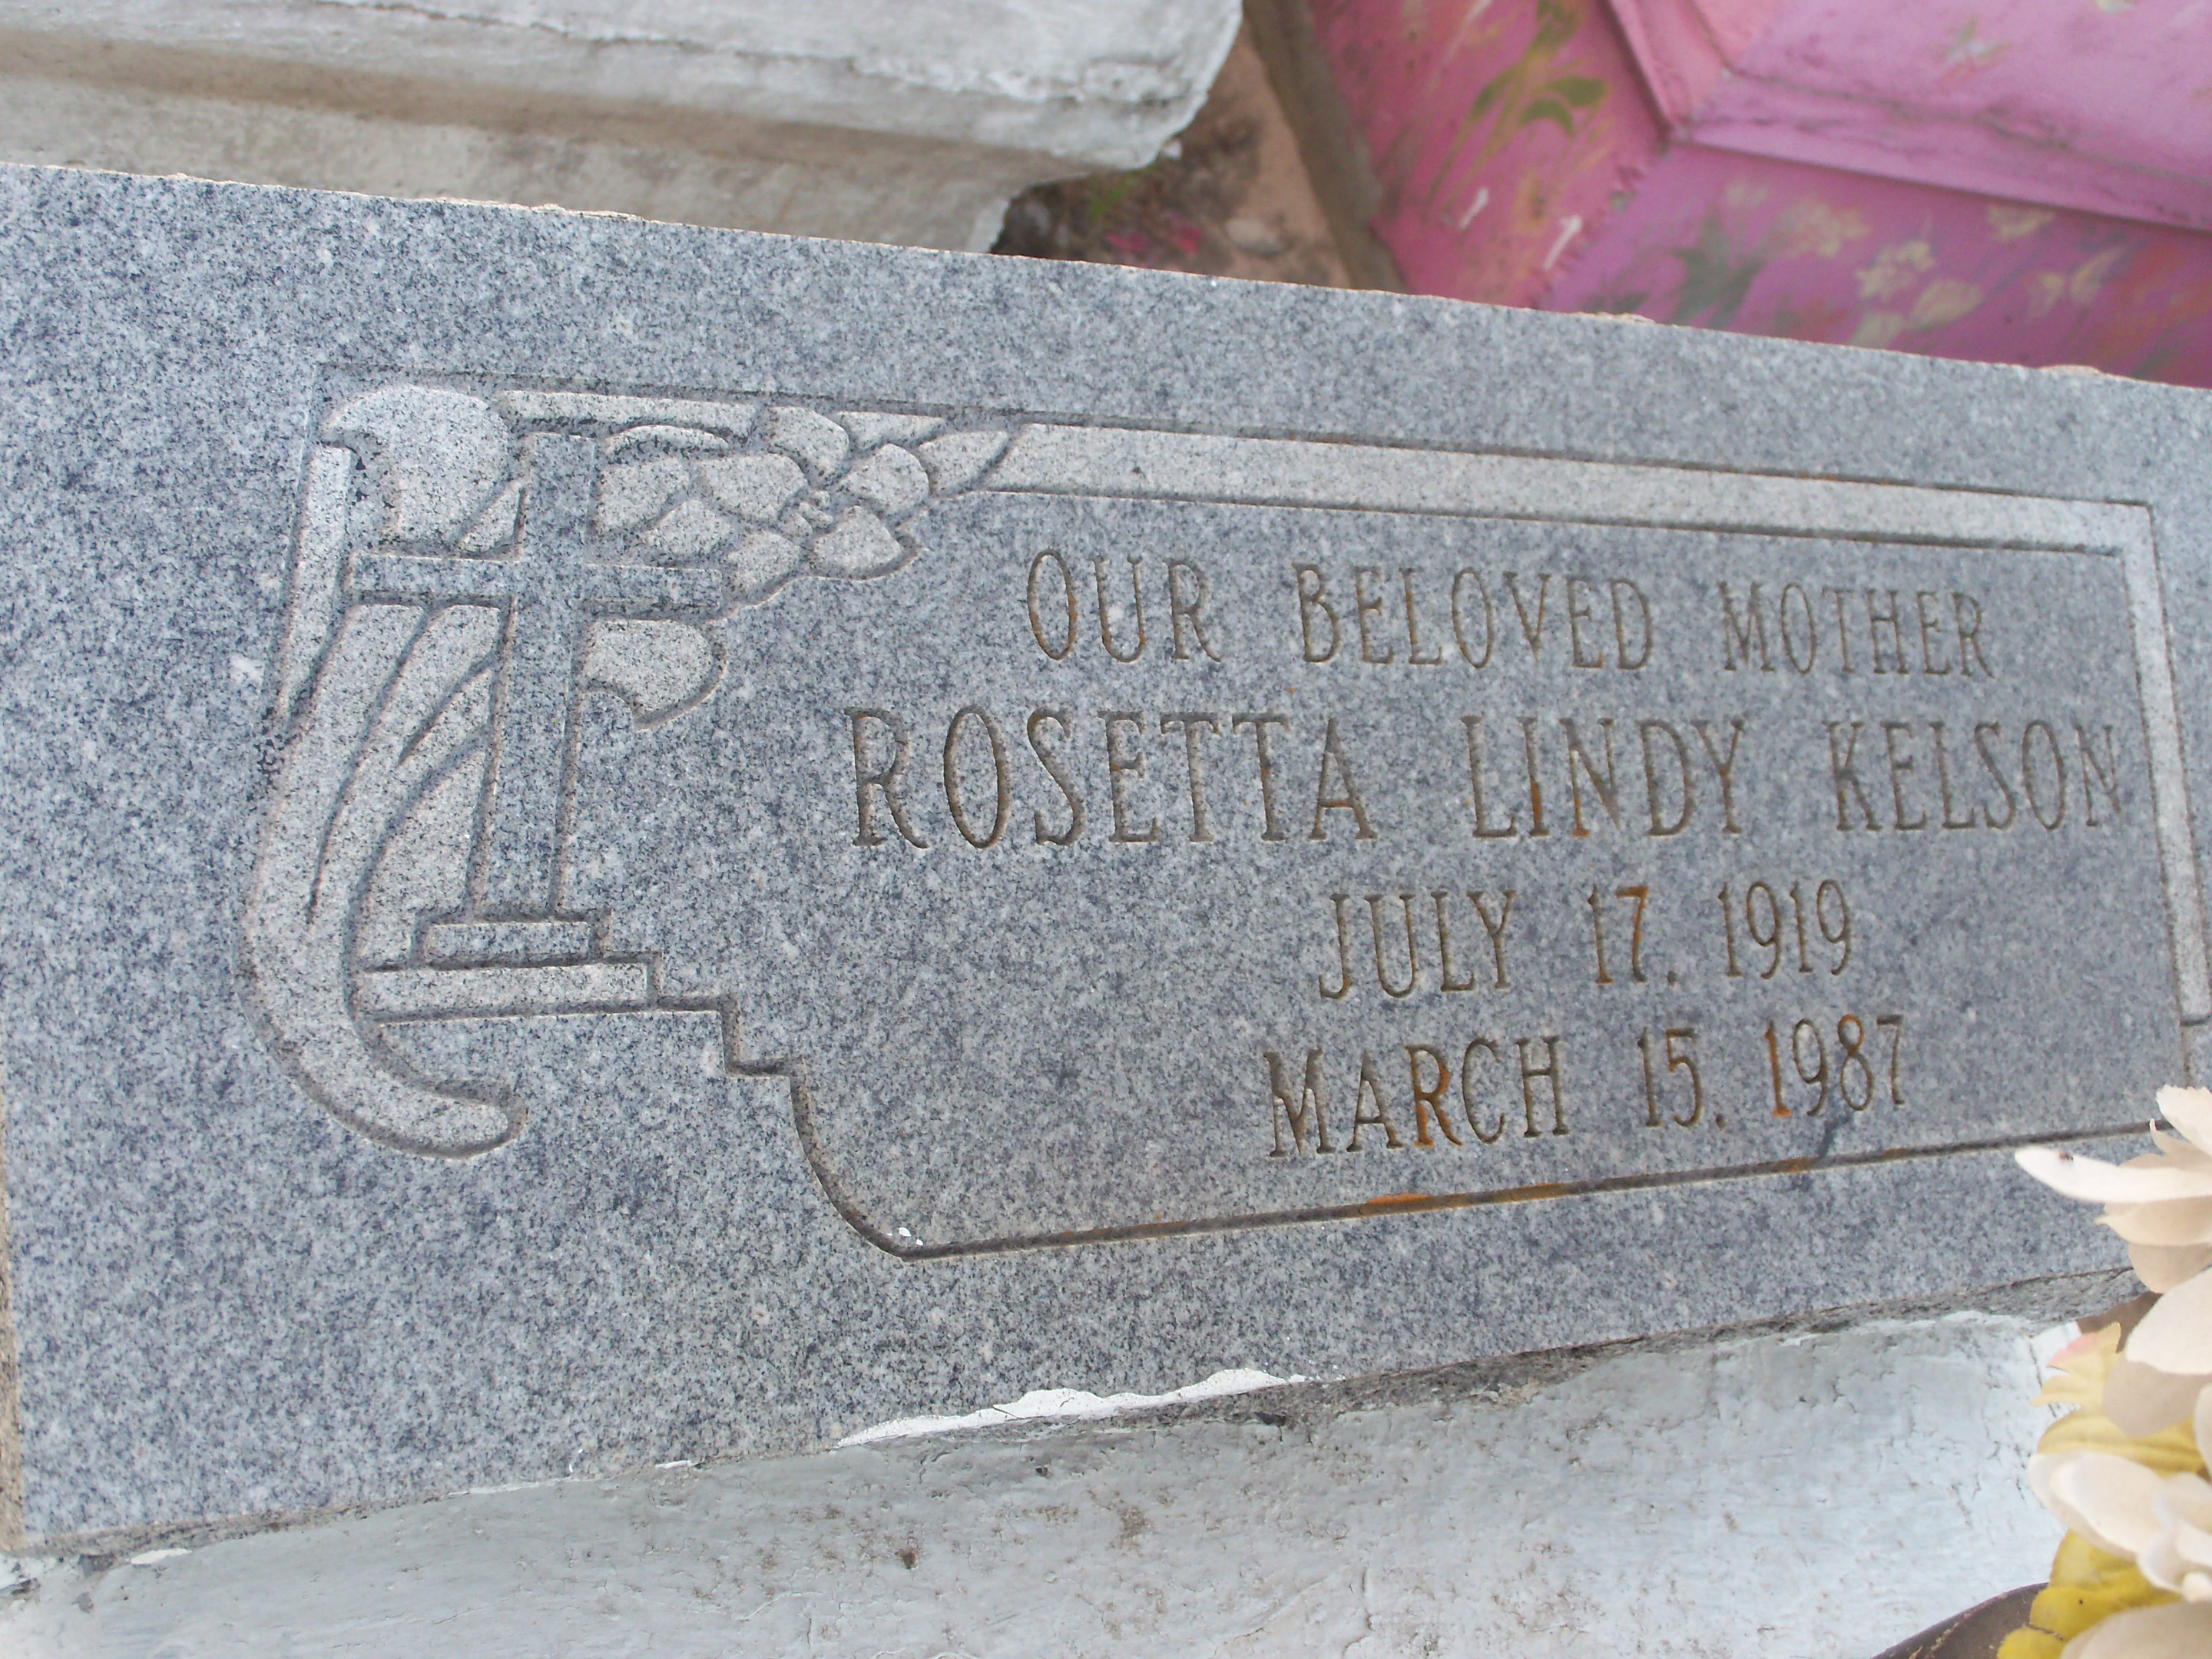 OUR BELOVED MOTHER
ROSETTA LINDY KELSON
JULY 17. 1919
MARCH 15. 1987